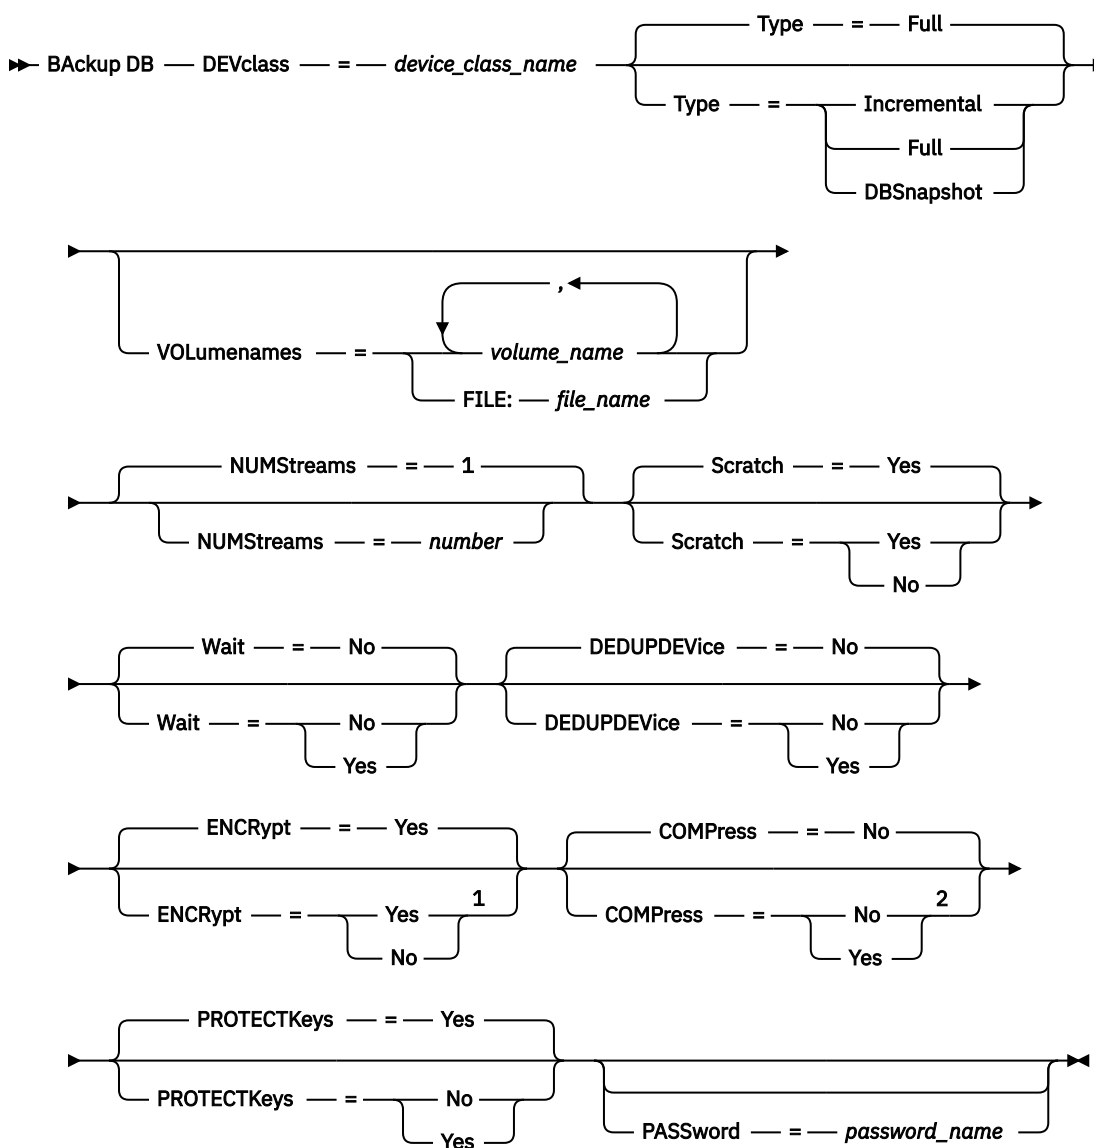 Type = Full
BAckup DB DEVclass = device_class_name
Type = Incremental
Full
DBSnapshot
,
VOLumenames = volume_name
FILE: file_name
NUMStreams = 1 Scratch = Yes
NUMStreams = number Scratch = Yes
No
Wait = No DEDUPDEVice = No
Wait = No DEDUPDEVice = No
Yes Yes
ENCRypt = Yes COMPress = No
ENCRypt = Yes 1 COMPress = No 2
No Yes
PROTECTKeys = Yes
PROTECTKeys = No
Yes PASSword = password_name